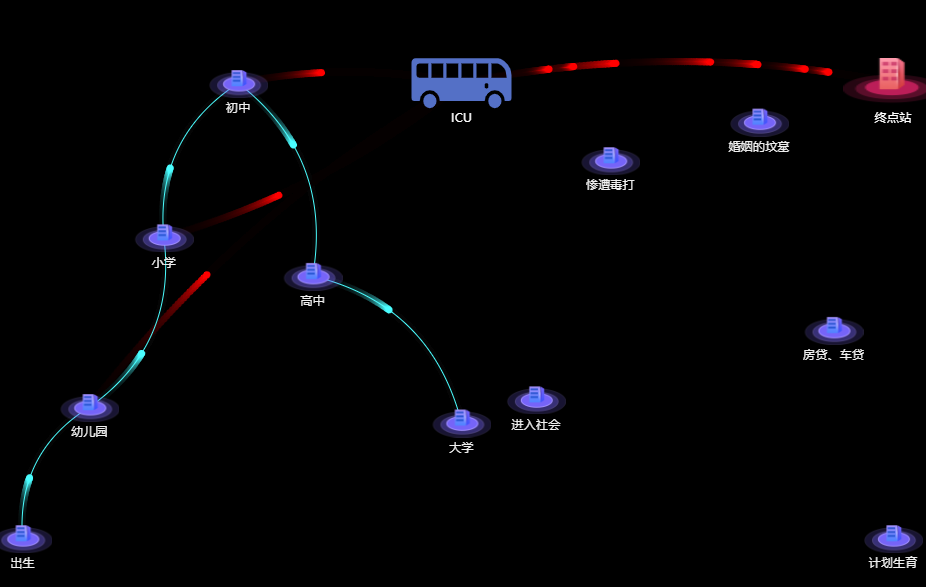 初中
ICU
终点站
婚姻的坟墓
惨遭毒打
小学
高中
房贷、车贷
幼儿园
大学
进入社会
出生
计划生育